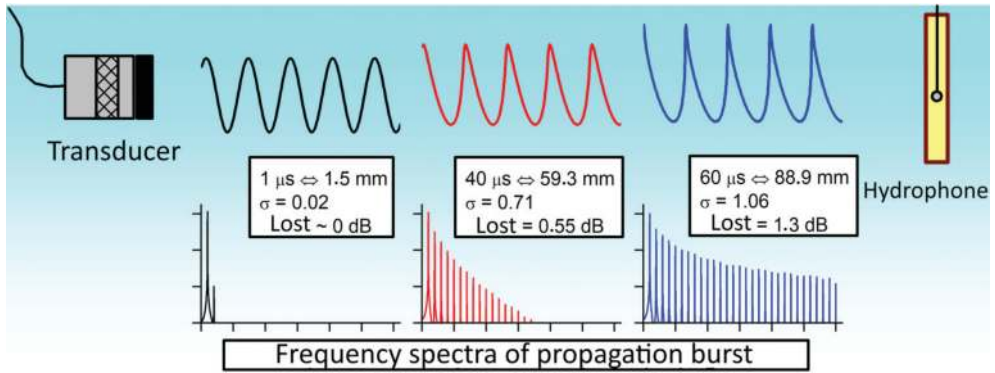 Transducer
1 μs ⇔ 1.5 mm
σ = 0.02
Lost ~ 0 dB
40 μs ⇔ 59.3 mm
σ = 0.71
Lost = 0.55 dB
60 μs ⇔ 88.9 mm
σ = 1.06
Lost = 1.3 dB
Hydrophone
Frequency spectra of propagation burst